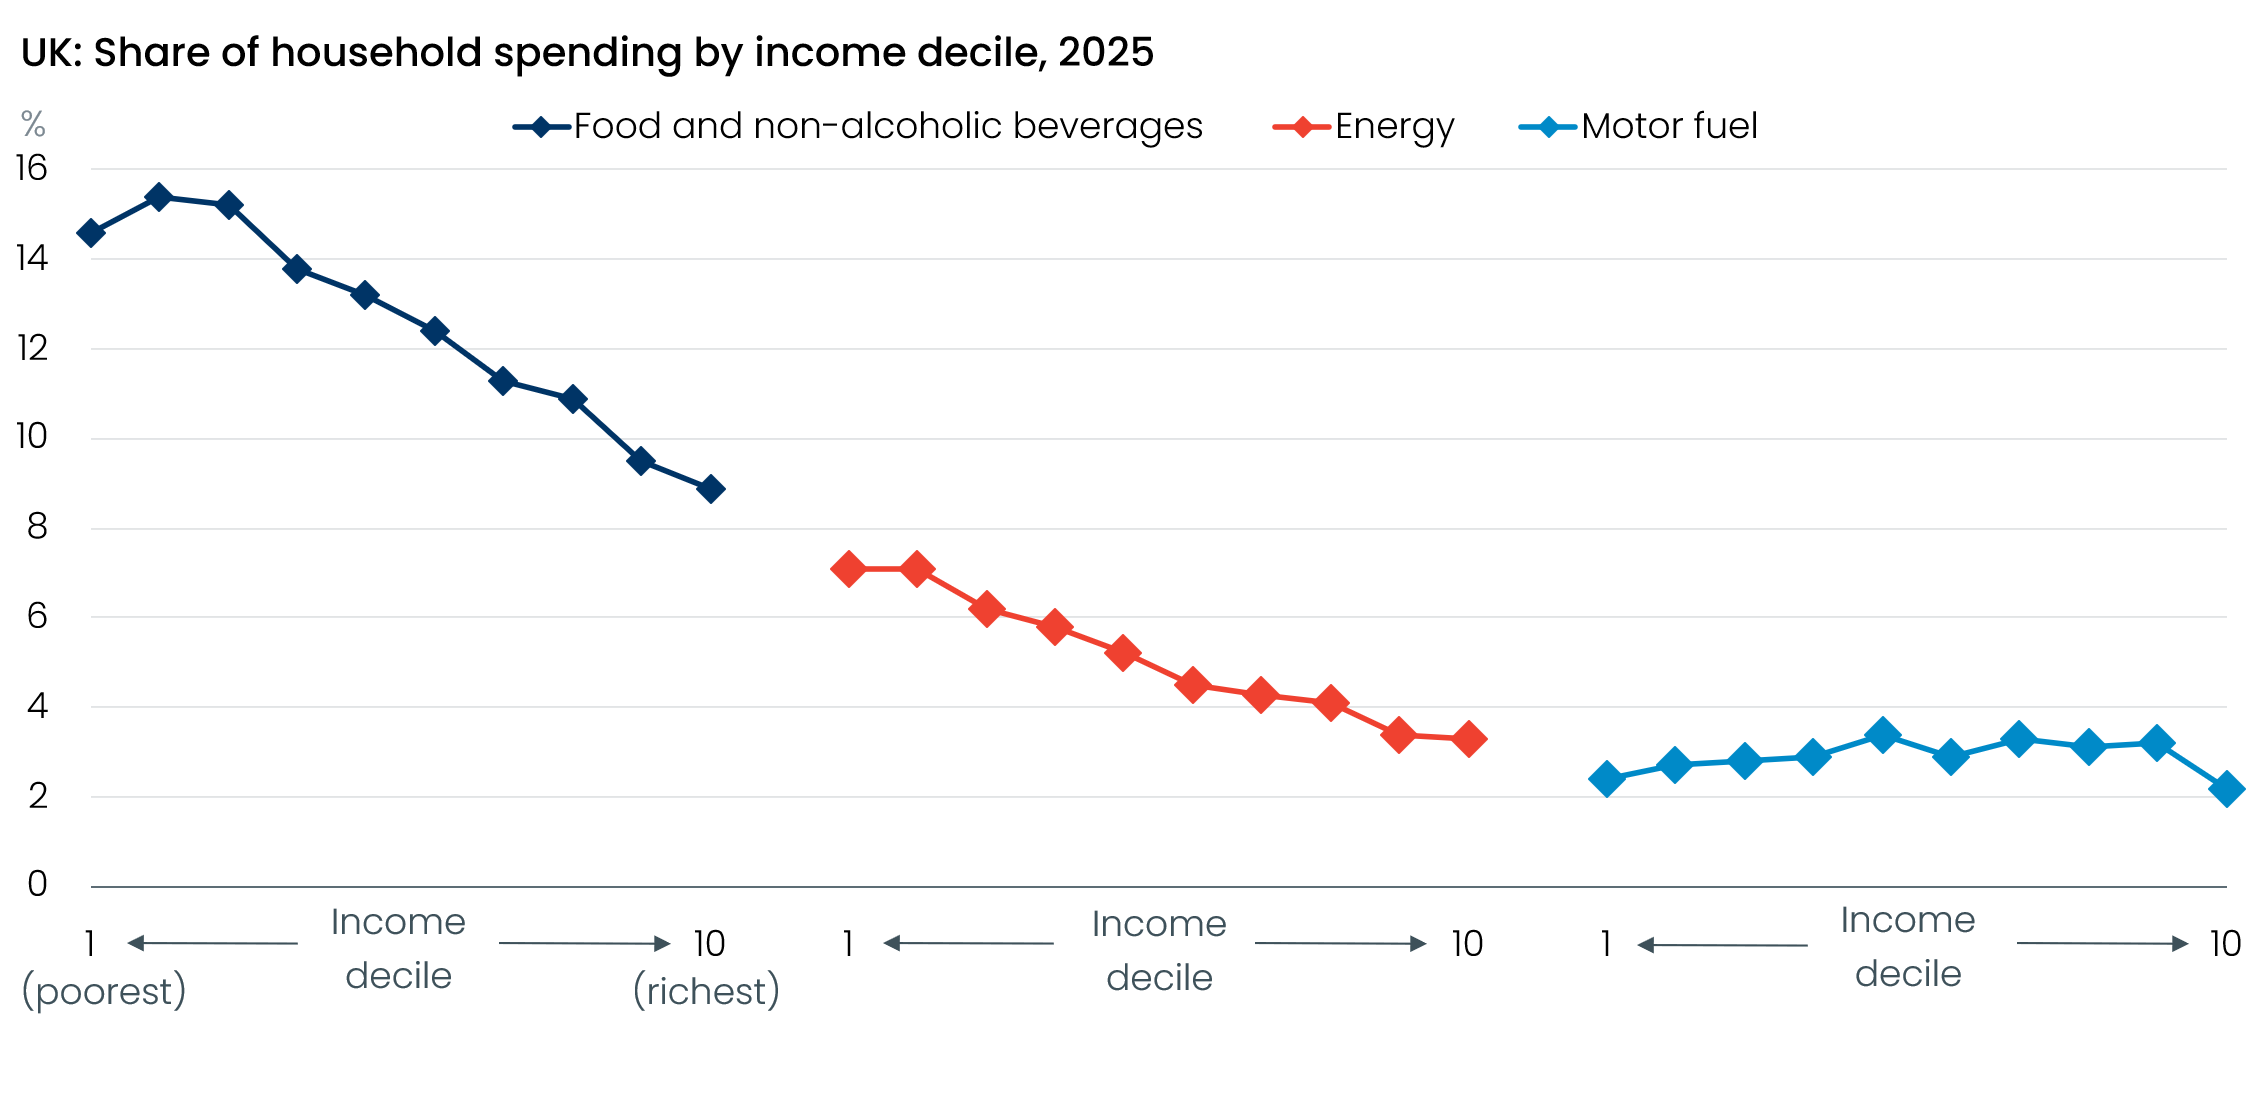 UK: Share of household spending by income decile, 2025
%
Food and non-alcoholic beverages
Energy
Motor fuel
16
14
12
10
8
6
4
2
0
1
(poorest)
Income
decile
10
(richest)
1
Income
decile
10
1
Income
decile
10